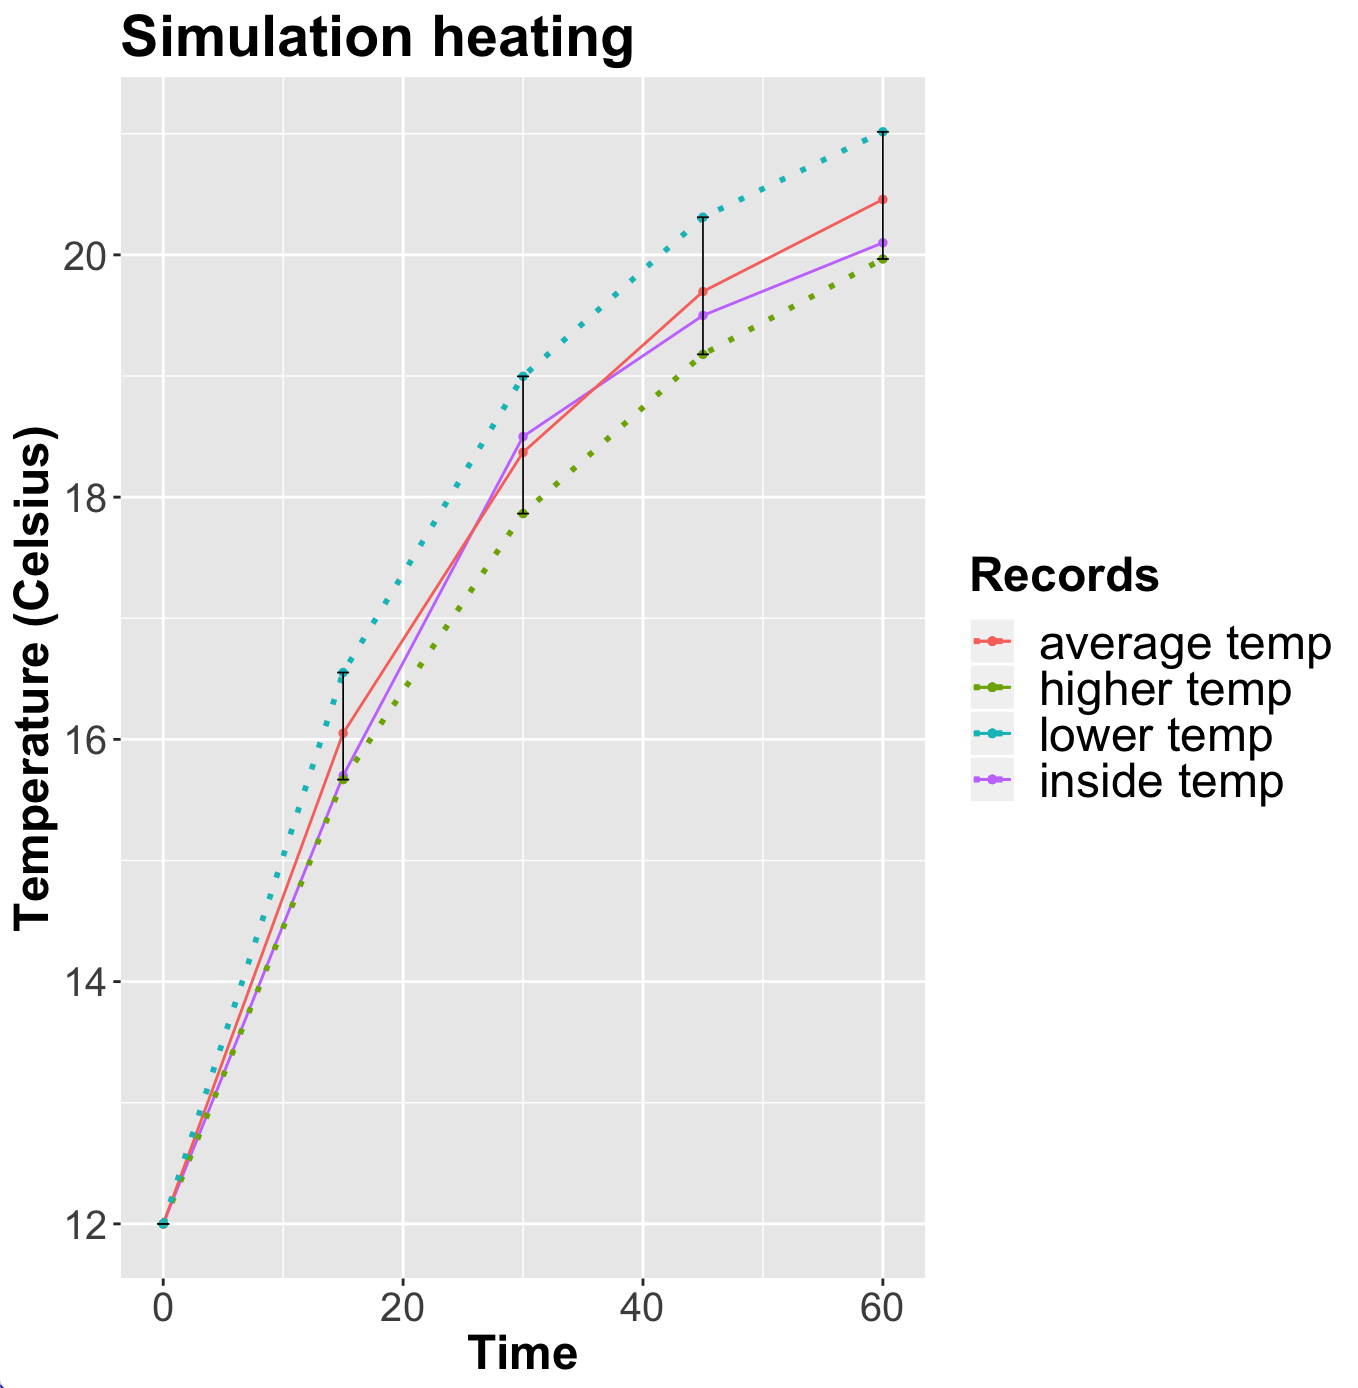 Simulation heating
Temperature (Celsius)
20
18
16
14
12
0 20 40 60
Time
Records
average temp
higher temp
lower temp
inside temp